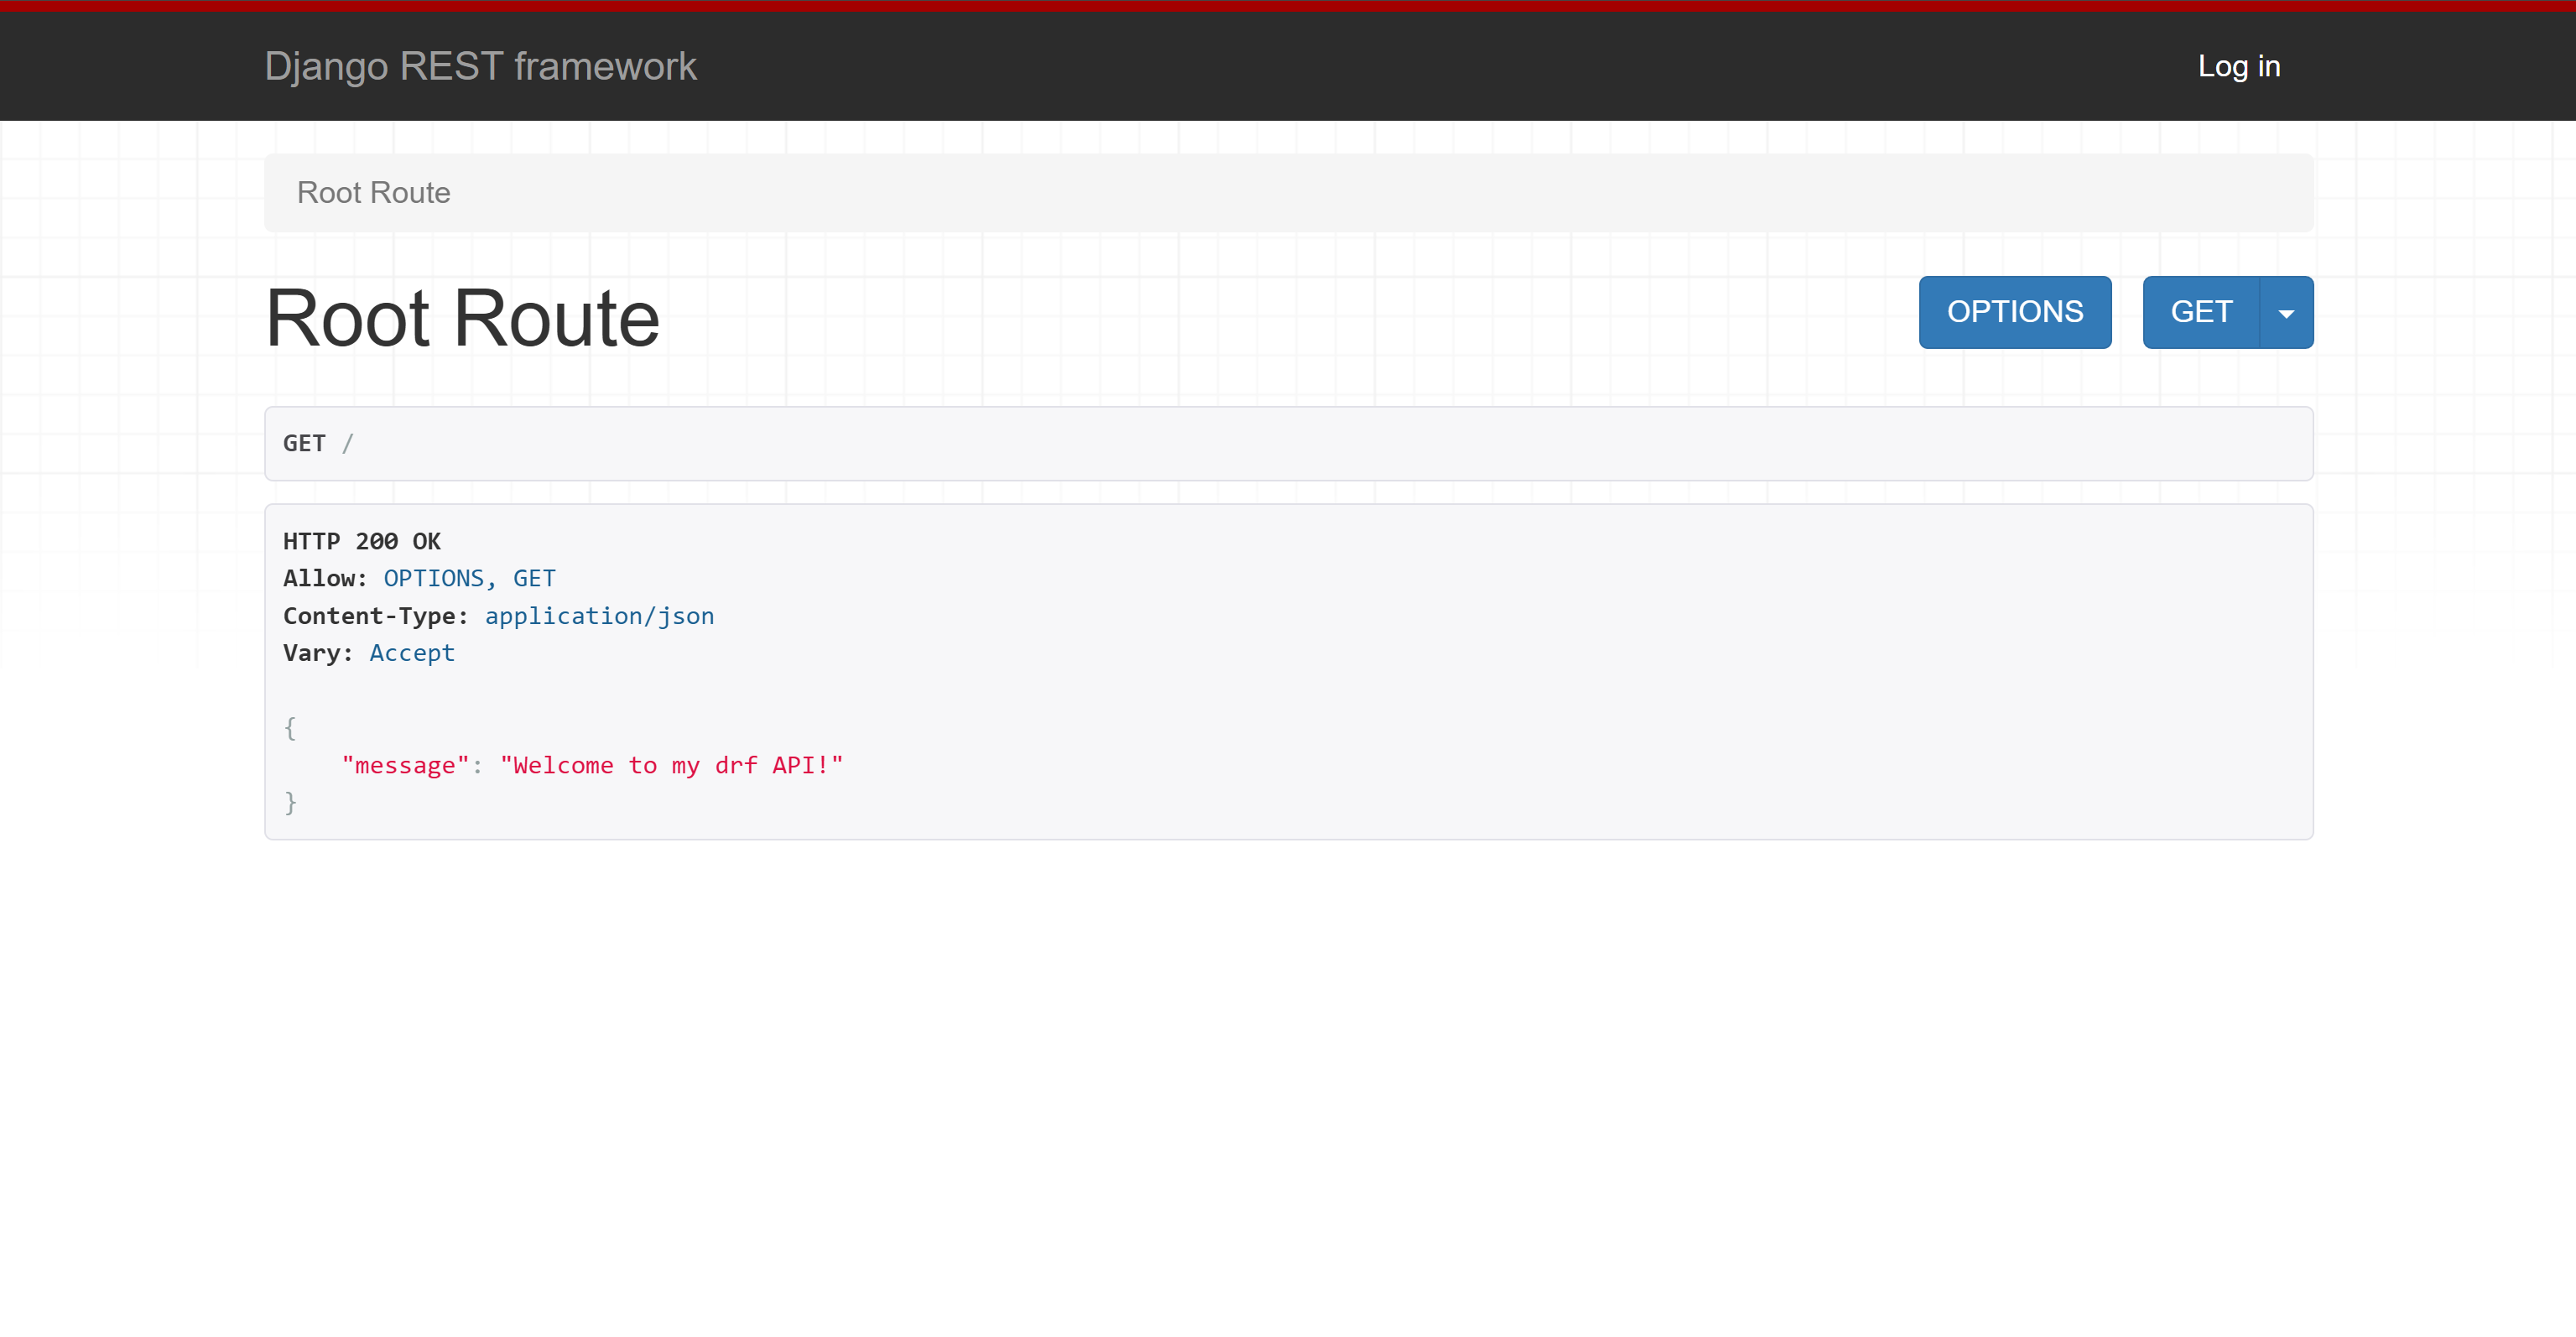 Django REST framework
Log in
Root Route
Root Route
OPTIONS
GET
GET /
HTTP 200 OK
Allow: OPTIONS, GET
Content-Type: application/json
Vary: Accept
{
    "message": "Welcome to my drf API!"
}